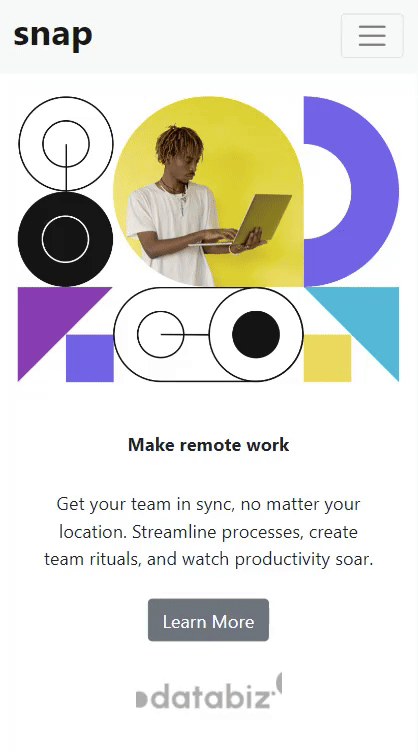 snap
Make remote work
Get your team in sync, no matter your
location. Streamline processes, create
team rituals, and watch productivity soar.
Learn More
databiz